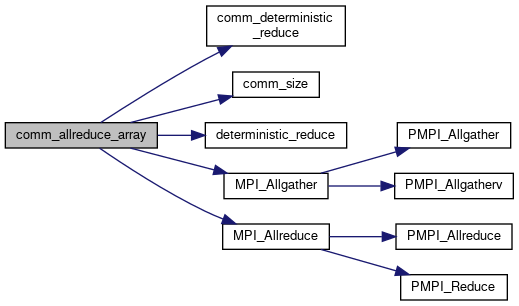 comm_deterministic
_reduce
comm_size
comm_allreduce_array
deterministic_reduce
PMPI_Allgather
MPI_Allgather
PMPI_Allgatherv
MPI_Allreduce
PMPI_Allreduce
PMPI_Reduce